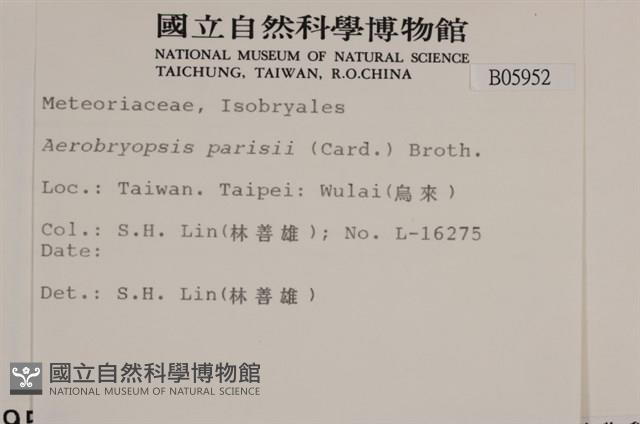 國立自然科學博物館
NATIONAL MUSEUM OF NATURAL SCIENCE
TAICHUNG, TAIWAN, R.O.CHINA
B05952
Meteoriaceae, Isobryales
Aerobryopsis parisii (Card.) Broth.
Loc.: Taiwan. Taipei: Wulai(烏來)
Col.: S.H. Lin(林善雄); No. L-16275
Date:
Det.: S.H. Lin(林善雄)
國立自然科學博物館
NATIONAL MUSEUM OF NATURAL SCIENCE